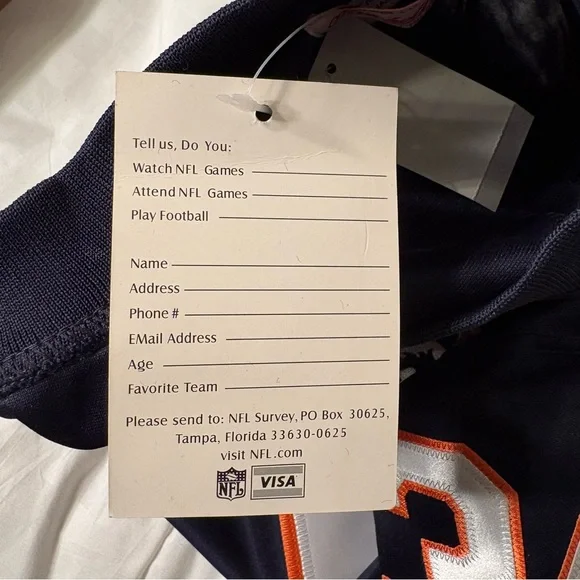 Tell us, Do You:
Watch NFL Games
Attend NFL Games
Play Football
Name
Address
Phone #
EMail Address
Age
Favorite Team
Please send to: NFL Survey, PO Box 30625,
Tampa, Florida 33630-0625
visit NFL.com
NFL VISA